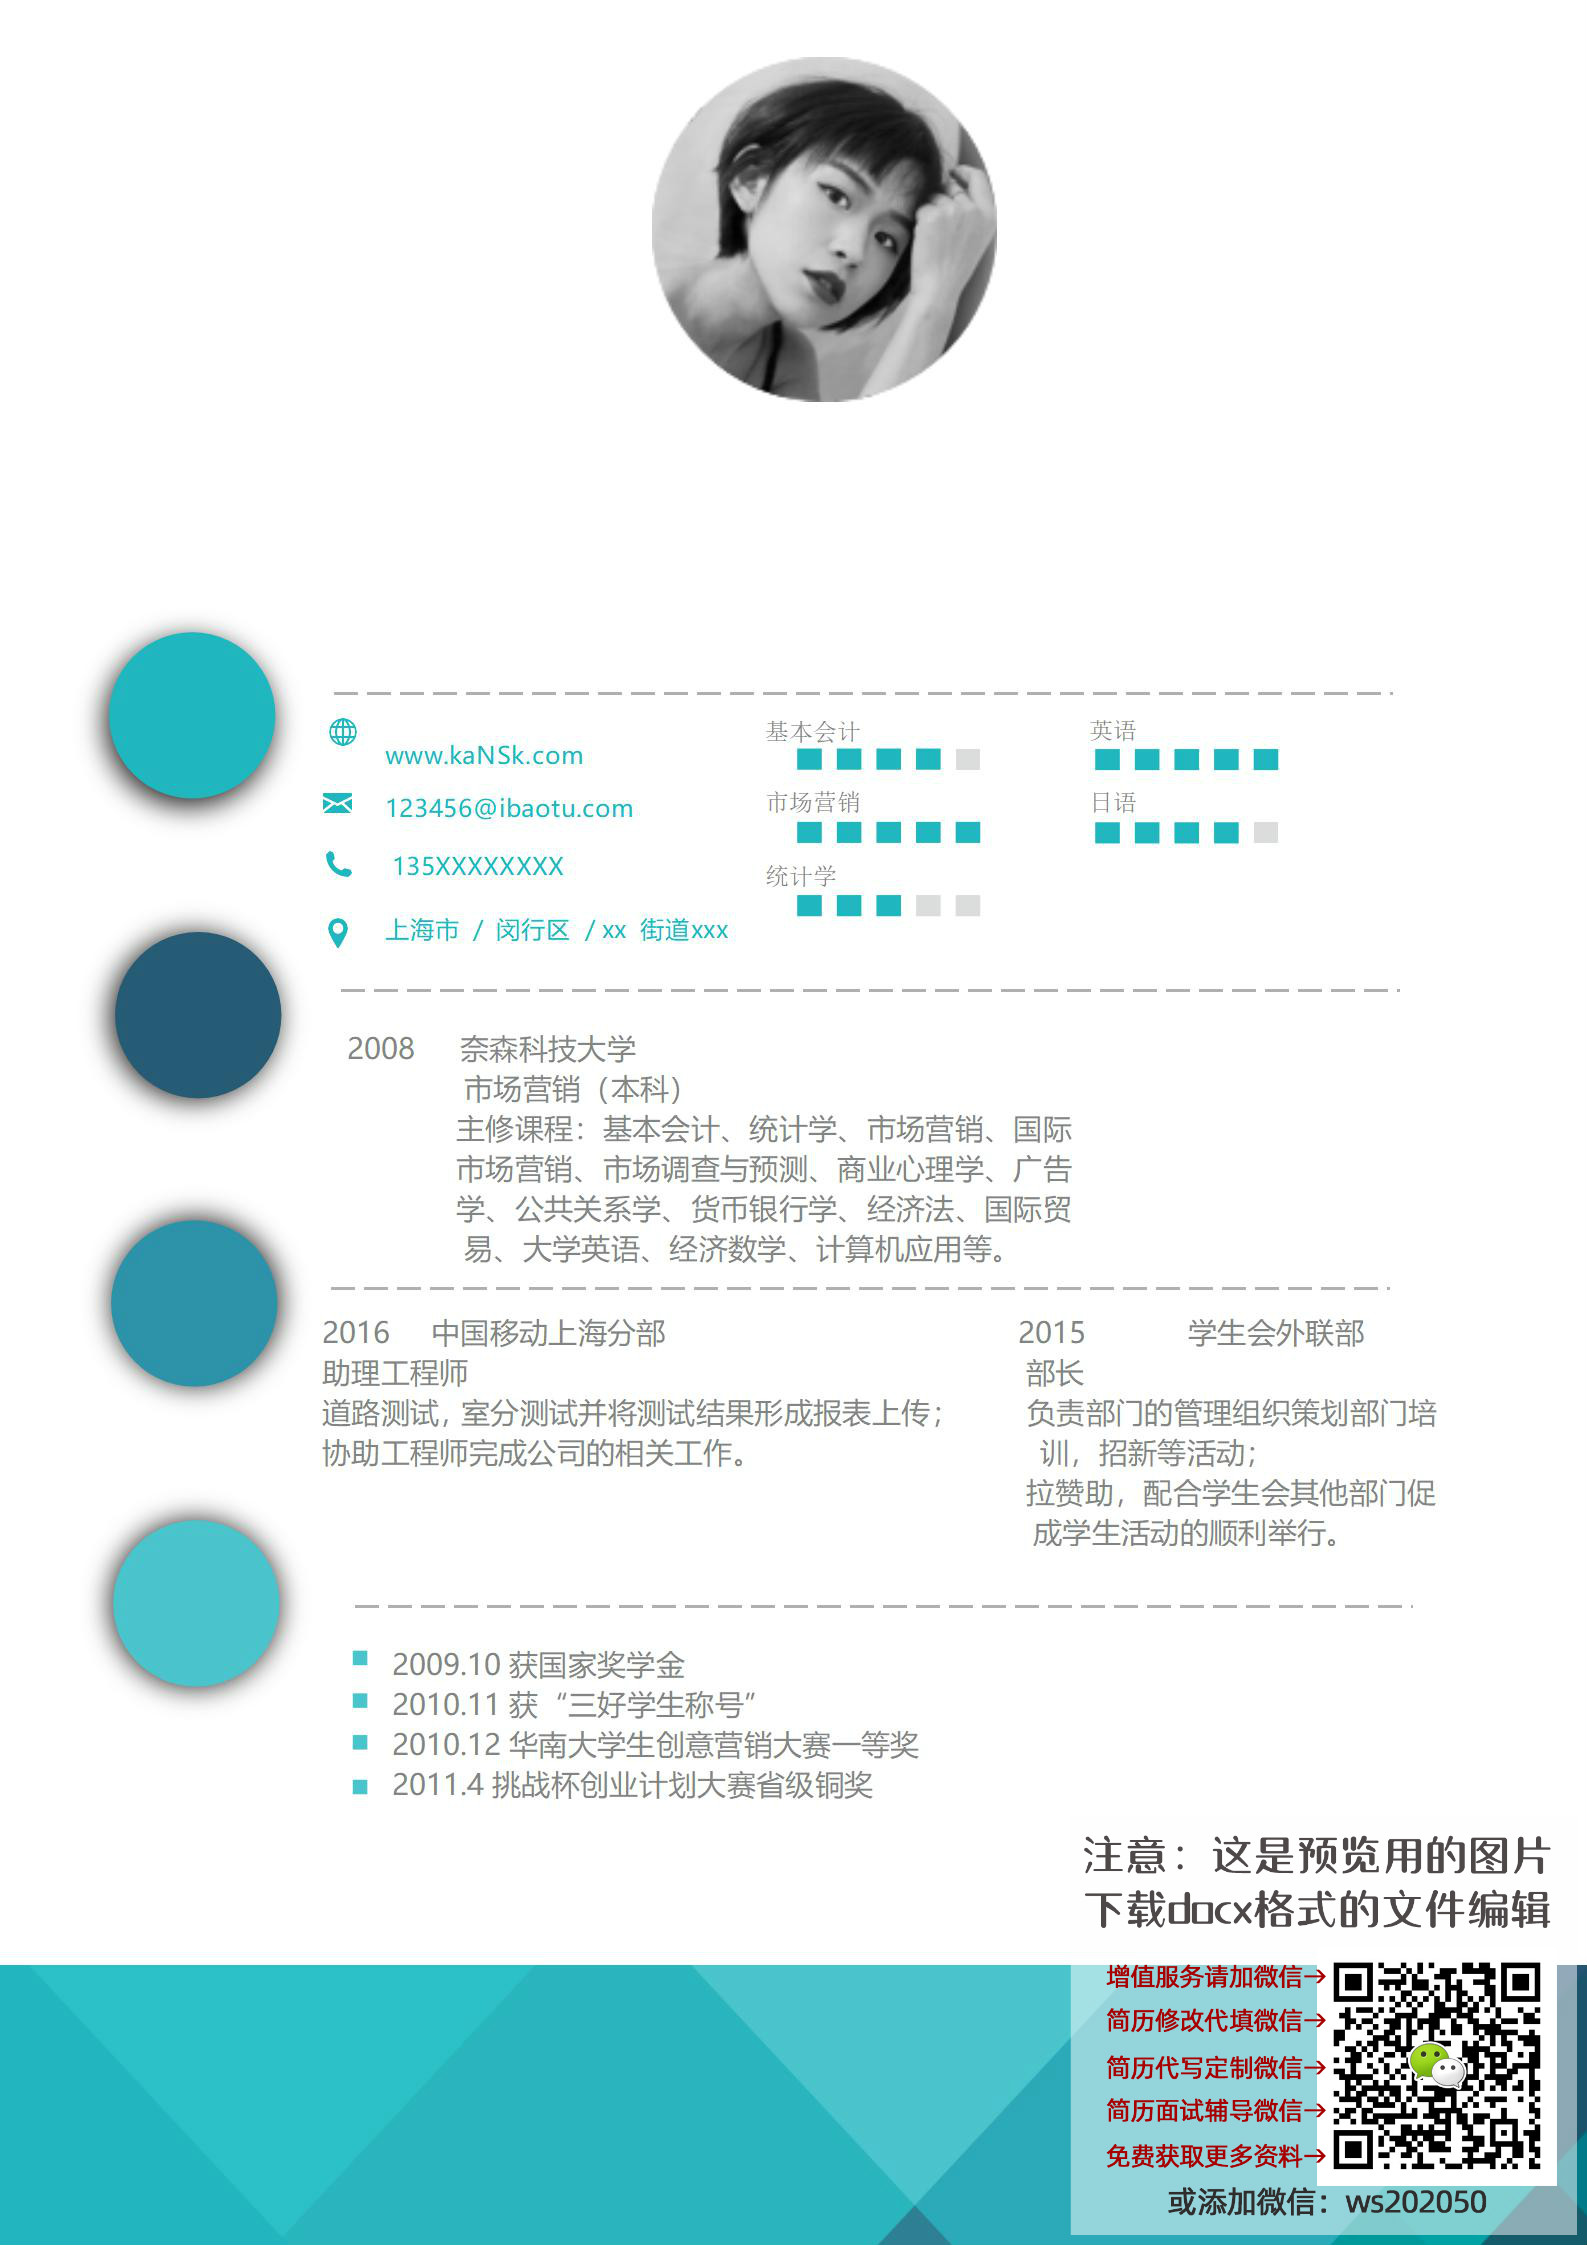 www.kaNSk.com
123456@ibaotu.com
135XXXXXXXX
上海市 / 闵行区 / xx 街道xxx
基本会计
市场营销
统计学
英语
日语
2008 奈森科技大学
市场营销（本科）
主修课程：基本会计、统计学、市场营销、国际
市场营销、市场调查与预测、商业心理学、广告
学、公共关系学、货币银行学、经济法、国际贸
易、大学英语、经济数学、计算机应用等。
2016 中国移动上海分部
助理工程师
道路测试，室分测试并将测试结果形成报表上传；
协助工程师完成公司的相关工作。
2015 学生会外联部
部长
负责部门的管理组织策划部门培
训，招新等活动；
拉赞助，配合学生会其他部门促
成学生活动的顺利举行。
2009.10 获国家奖学金
2010.11 获“三好学生称号”
2010.12 华南大学生创意营销大赛一等奖
2011.4 挑战杯创业计划大赛省级铜奖
注意：这是预览用的图片
下载docx格式的文件编辑
增值服务请加微信→
简历修改代填微信→
简历代写定制微信→
简历面试辅导微信→
免费获取更多资料→
或添加微信：ws202050